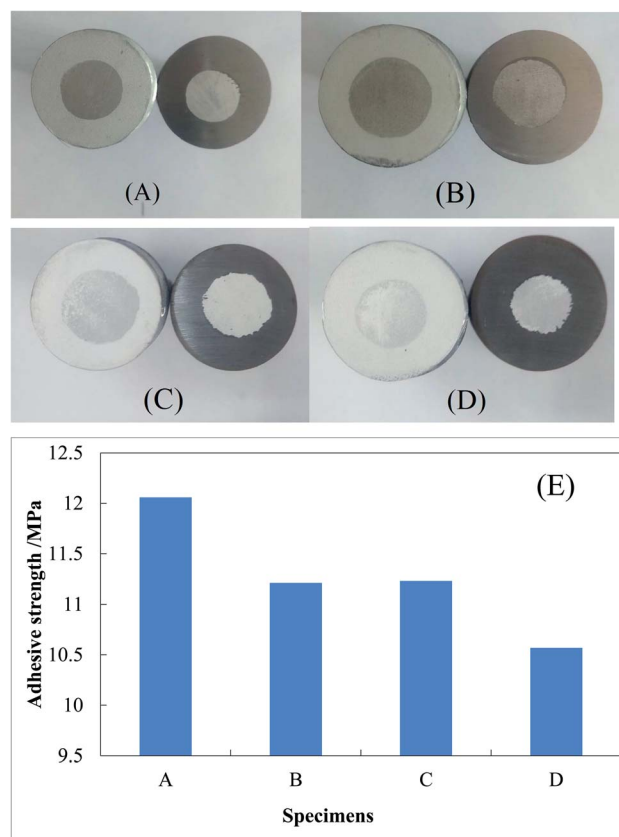 (A)
(B)
(C)
(D)
(E)
12.5
12
11.5
11
10.5
10
9.5
Adhesive strength /MPa
A B C D
Specimens